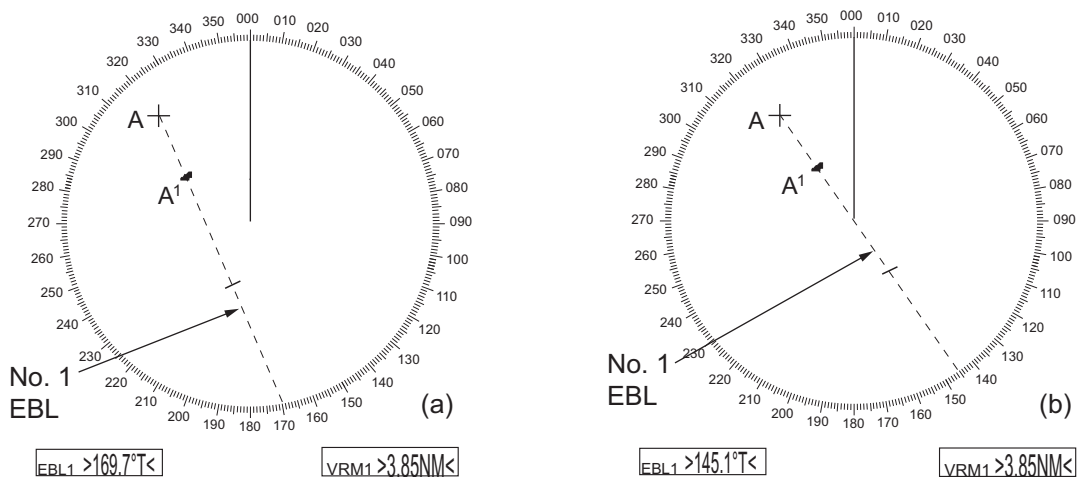 000
350 010
340 020
330 030
320 040
310 050
300 060
290 070
280 080
270 090
260 100
250 110
240 120
230 130
220 140
210 150
200 160
190 180 170
A
A¹
No. 1
EBL
(a)
EBL1 >169.7°T<
VRM1 >3.85NM<
000
350 010
340 020
330 030
320 040
310 050
300 060
290 070
280 080
270 090
260 100
250 110
240 120
230 130
220 140
210 150
200 160
190 180 170
A
A¹
No. 1
EBL
(b)
EBL1 >145.1°T<
VRM1 >3.85NM<